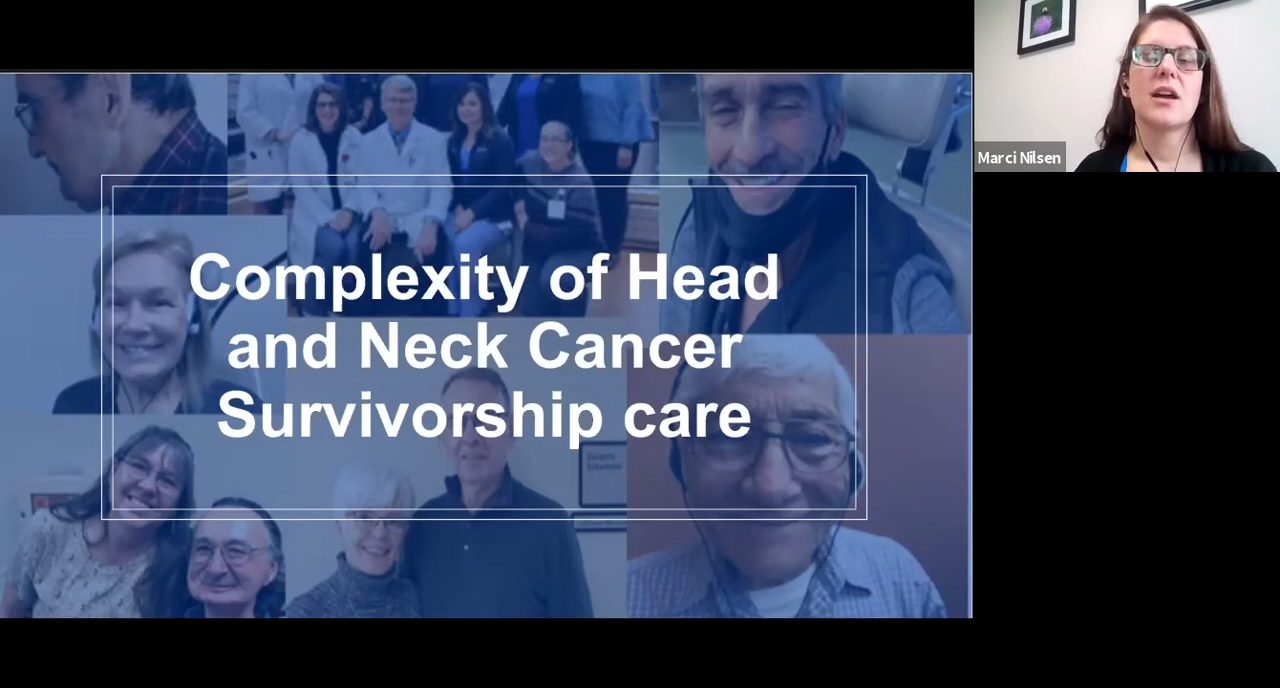 Complexity of Head
and Neck Cancer
Survivorship care
Marci Nilsen